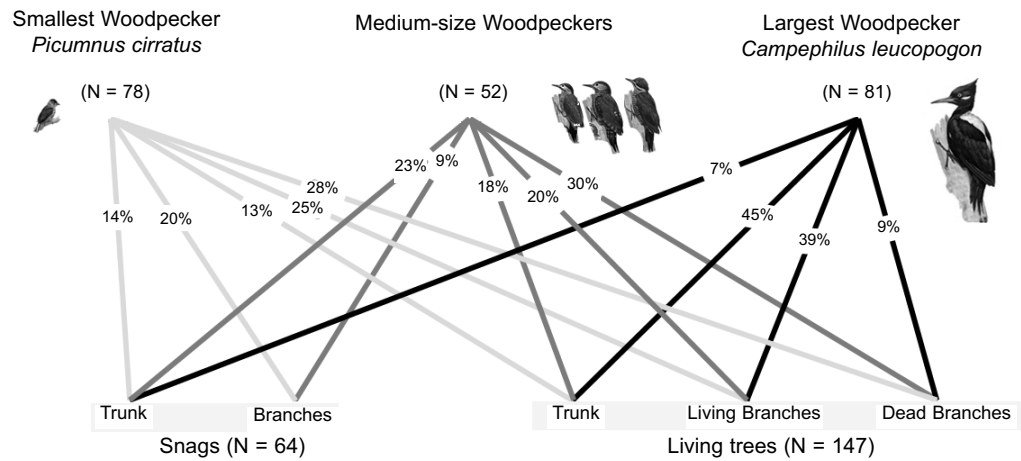 Smallest Woodpecker
Picumnus cirratus
Medium-size Woodpeckers
Largest Woodpecker
Campephilus leucopogon
(N = 78)
(N = 52)
(N = 81)
23%
9%
7%
28%
18%
30%
20%
14%
20%
13%
25%
45%
39%
9%
Trunk
Branches
Trunk
Living Branches
Dead Branches
Snags (N = 64)
Living trees (N = 147)